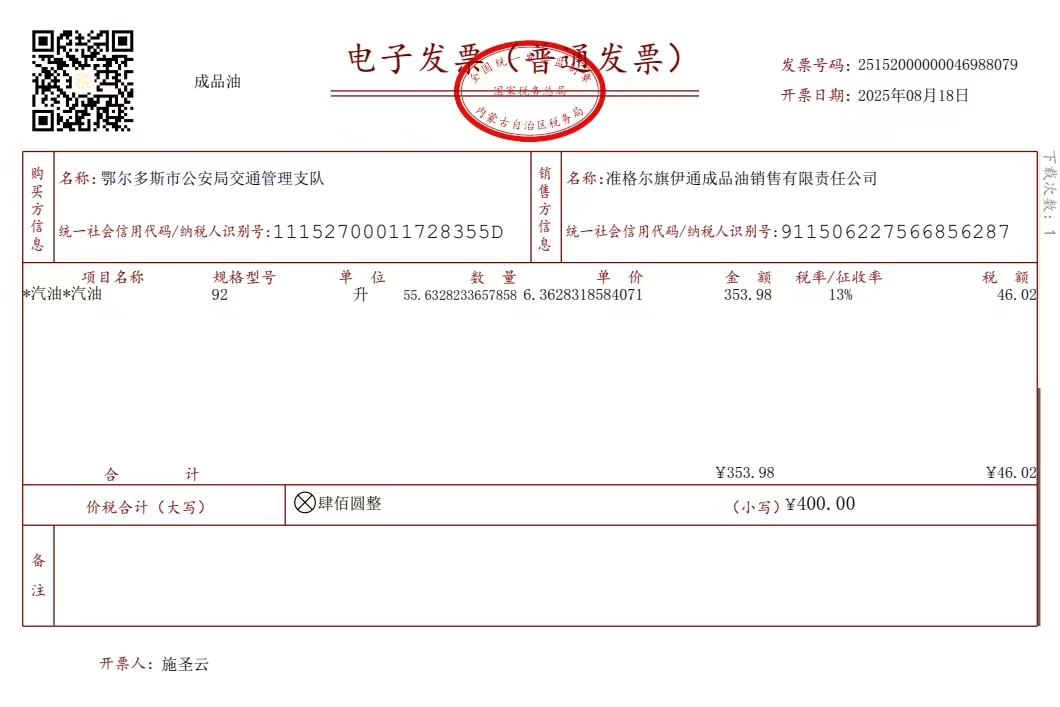 电子发票（普通发票）
成品油
全国统一发票监制章
国家税务总局
内蒙古自治区税务局
发票号码：25152000000046988079
开票日期：2025年08月18日
下载次数：1
购买方信息
名称：鄂尔多斯市公安局交通管理支队
统一社会信用代码/纳税人识别号：11152700011728355D
销售方信息
名称：准格尔旗伊通成品油销售有限责任公司
统一社会信用代码/纳税人识别号：911506227566856287
项目名称 规格型号 单 位 数 量 单 价 金 额 税率/征收率 税 额
*汽油*汽油 92 升 55.6328233657858 6.3628318584071 353.98 13% 46.02
合 计 ¥353.98 ¥46.02
价税合计（大写） ⊗肆佰圆整 （小写）¥400.00
备注
开票人：施圣云